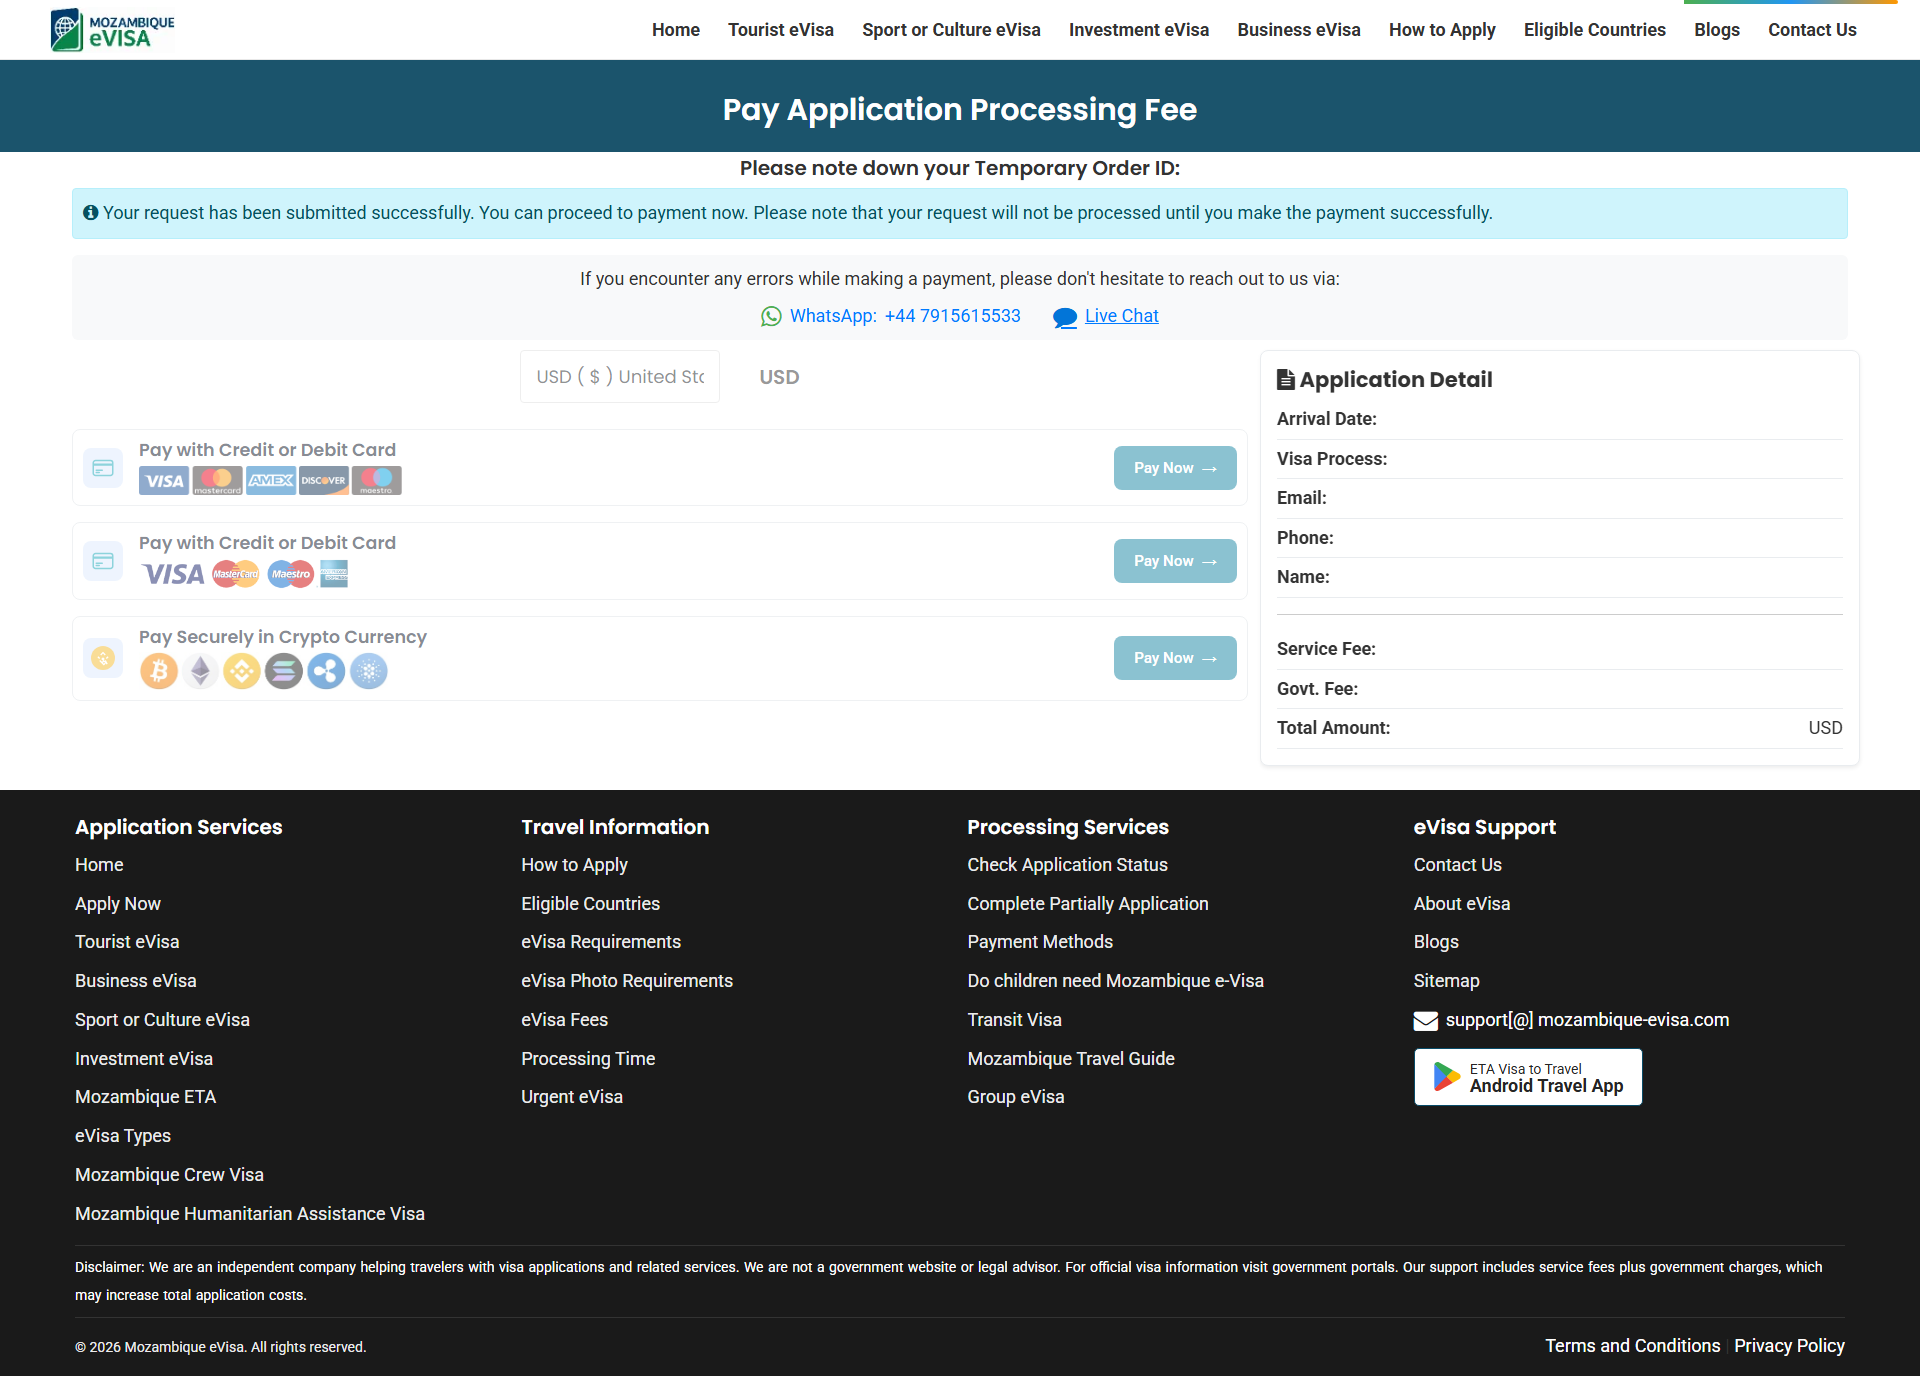 MOZAMBIQUE
eVISA
Home
Tourist eVisa
Sport or Culture eVisa
Investment eVisa
Business eVisa
How to Apply
Eligible Countries
Blogs
Contact Us
Pay Application Processing Fee
Please note down your Temporary Order ID:
Your request has been submitted successfully. You can proceed to payment now. Please note that your request will not be processed until you make the payment successfully.
If you encounter any errors while making a payment, please don't hesitate to reach out to us via:
WhatsApp: +44 7915615533
Live Chat
USD ( $ ) United Sta
USD
Pay with Credit or Debit Card
VISA
mastercard
AMEX
DISCOVER
maestro
Pay Now →
Pay with Credit or Debit Card
VISA
MasterCard
Maestro
Pay Now →
Pay Securely in Crypto Currency
Pay Now →
Application Detail
Arrival Date:
Visa Process:
Email:
Phone:
Name:
Service Fee:
Govt. Fee:
Total Amount: USD
Application Services
Home
Apply Now
Tourist eVisa
Business eVisa
Sport or Culture eVisa
Investment eVisa
Mozambique ETA
eVisa Types
Mozambique Crew Visa
Mozambique Humanitarian Assistance Visa
Travel Information
How to Apply
Eligible Countries
eVisa Requirements
eVisa Photo Requirements
eVisa Fees
Processing Time
Urgent eVisa
Processing Services
Check Application Status
Complete Partially Application
Payment Methods
Do children need Mozambique e-Visa
Transit Visa
Mozambique Travel Guide
Group eVisa
eVisa Support
Contact Us
About eVisa
Blogs
Sitemap
support[@] mozambique-evisa.com
ETA Visa to Travel
Android Travel App
Disclaimer: We are an independent company helping travelers with visa applications and related services. We are not a government website or legal advisor. For official visa information visit government portals. Our support includes service fees plus government charges, which
may increase total application costs.
© 2026 Mozambique eVisa. All rights reserved.
Terms and Conditions | Privacy Policy